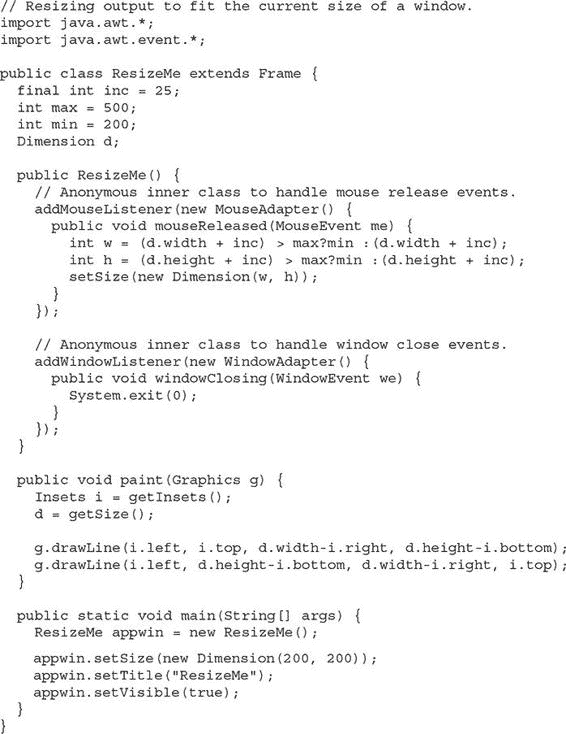 // Resizing output to fit the current size of a window.
import java.awt.*;
import java.awt.event.*;

public class ResizeMe extends Frame {
  final int inc = 25;
  int max = 500;
  int min = 200;
  Dimension d;

  public ResizeMe() {
    // Anonymous inner class to handle mouse release events.
    addMouseListener(new MouseAdapter() {
      public void mouseReleased(MouseEvent me) {
        int w = (d.width + inc) > max?min :(d.width + inc);
        int h = (d.height + inc) > max?min :(d.height + inc);
        setSize(new Dimension(w, h));
      }
    });

    // Anonymous inner class to handle window close events.
    addWindowListener(new WindowAdapter() {
      public void windowClosing(WindowEvent we) {
        System.exit(0);
      }
    });
  }

  public void paint(Graphics g) {
    Insets i = getInsets();
    d = getSize();

    g.drawLine(i.left, i.top, d.width-i.right, d.height-i.bottom);
    g.drawLine(i.left, d.height-i.bottom, d.width-i.right, i.top);
  }

  public static void main(String[] args) {
    ResizeMe appwin = new ResizeMe();

    appwin.setSize(new Dimension(200, 200));
    appwin.setTitle("ResizeMe");
    appwin.setVisible(true);
  }
}